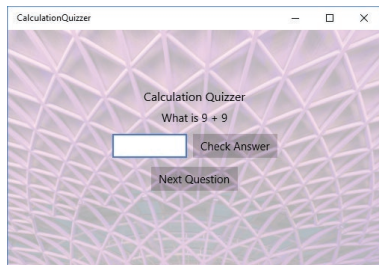 CalculationQuizzer
Calculation Quizzer
What is 9 + 9
Check Answer
Next Question